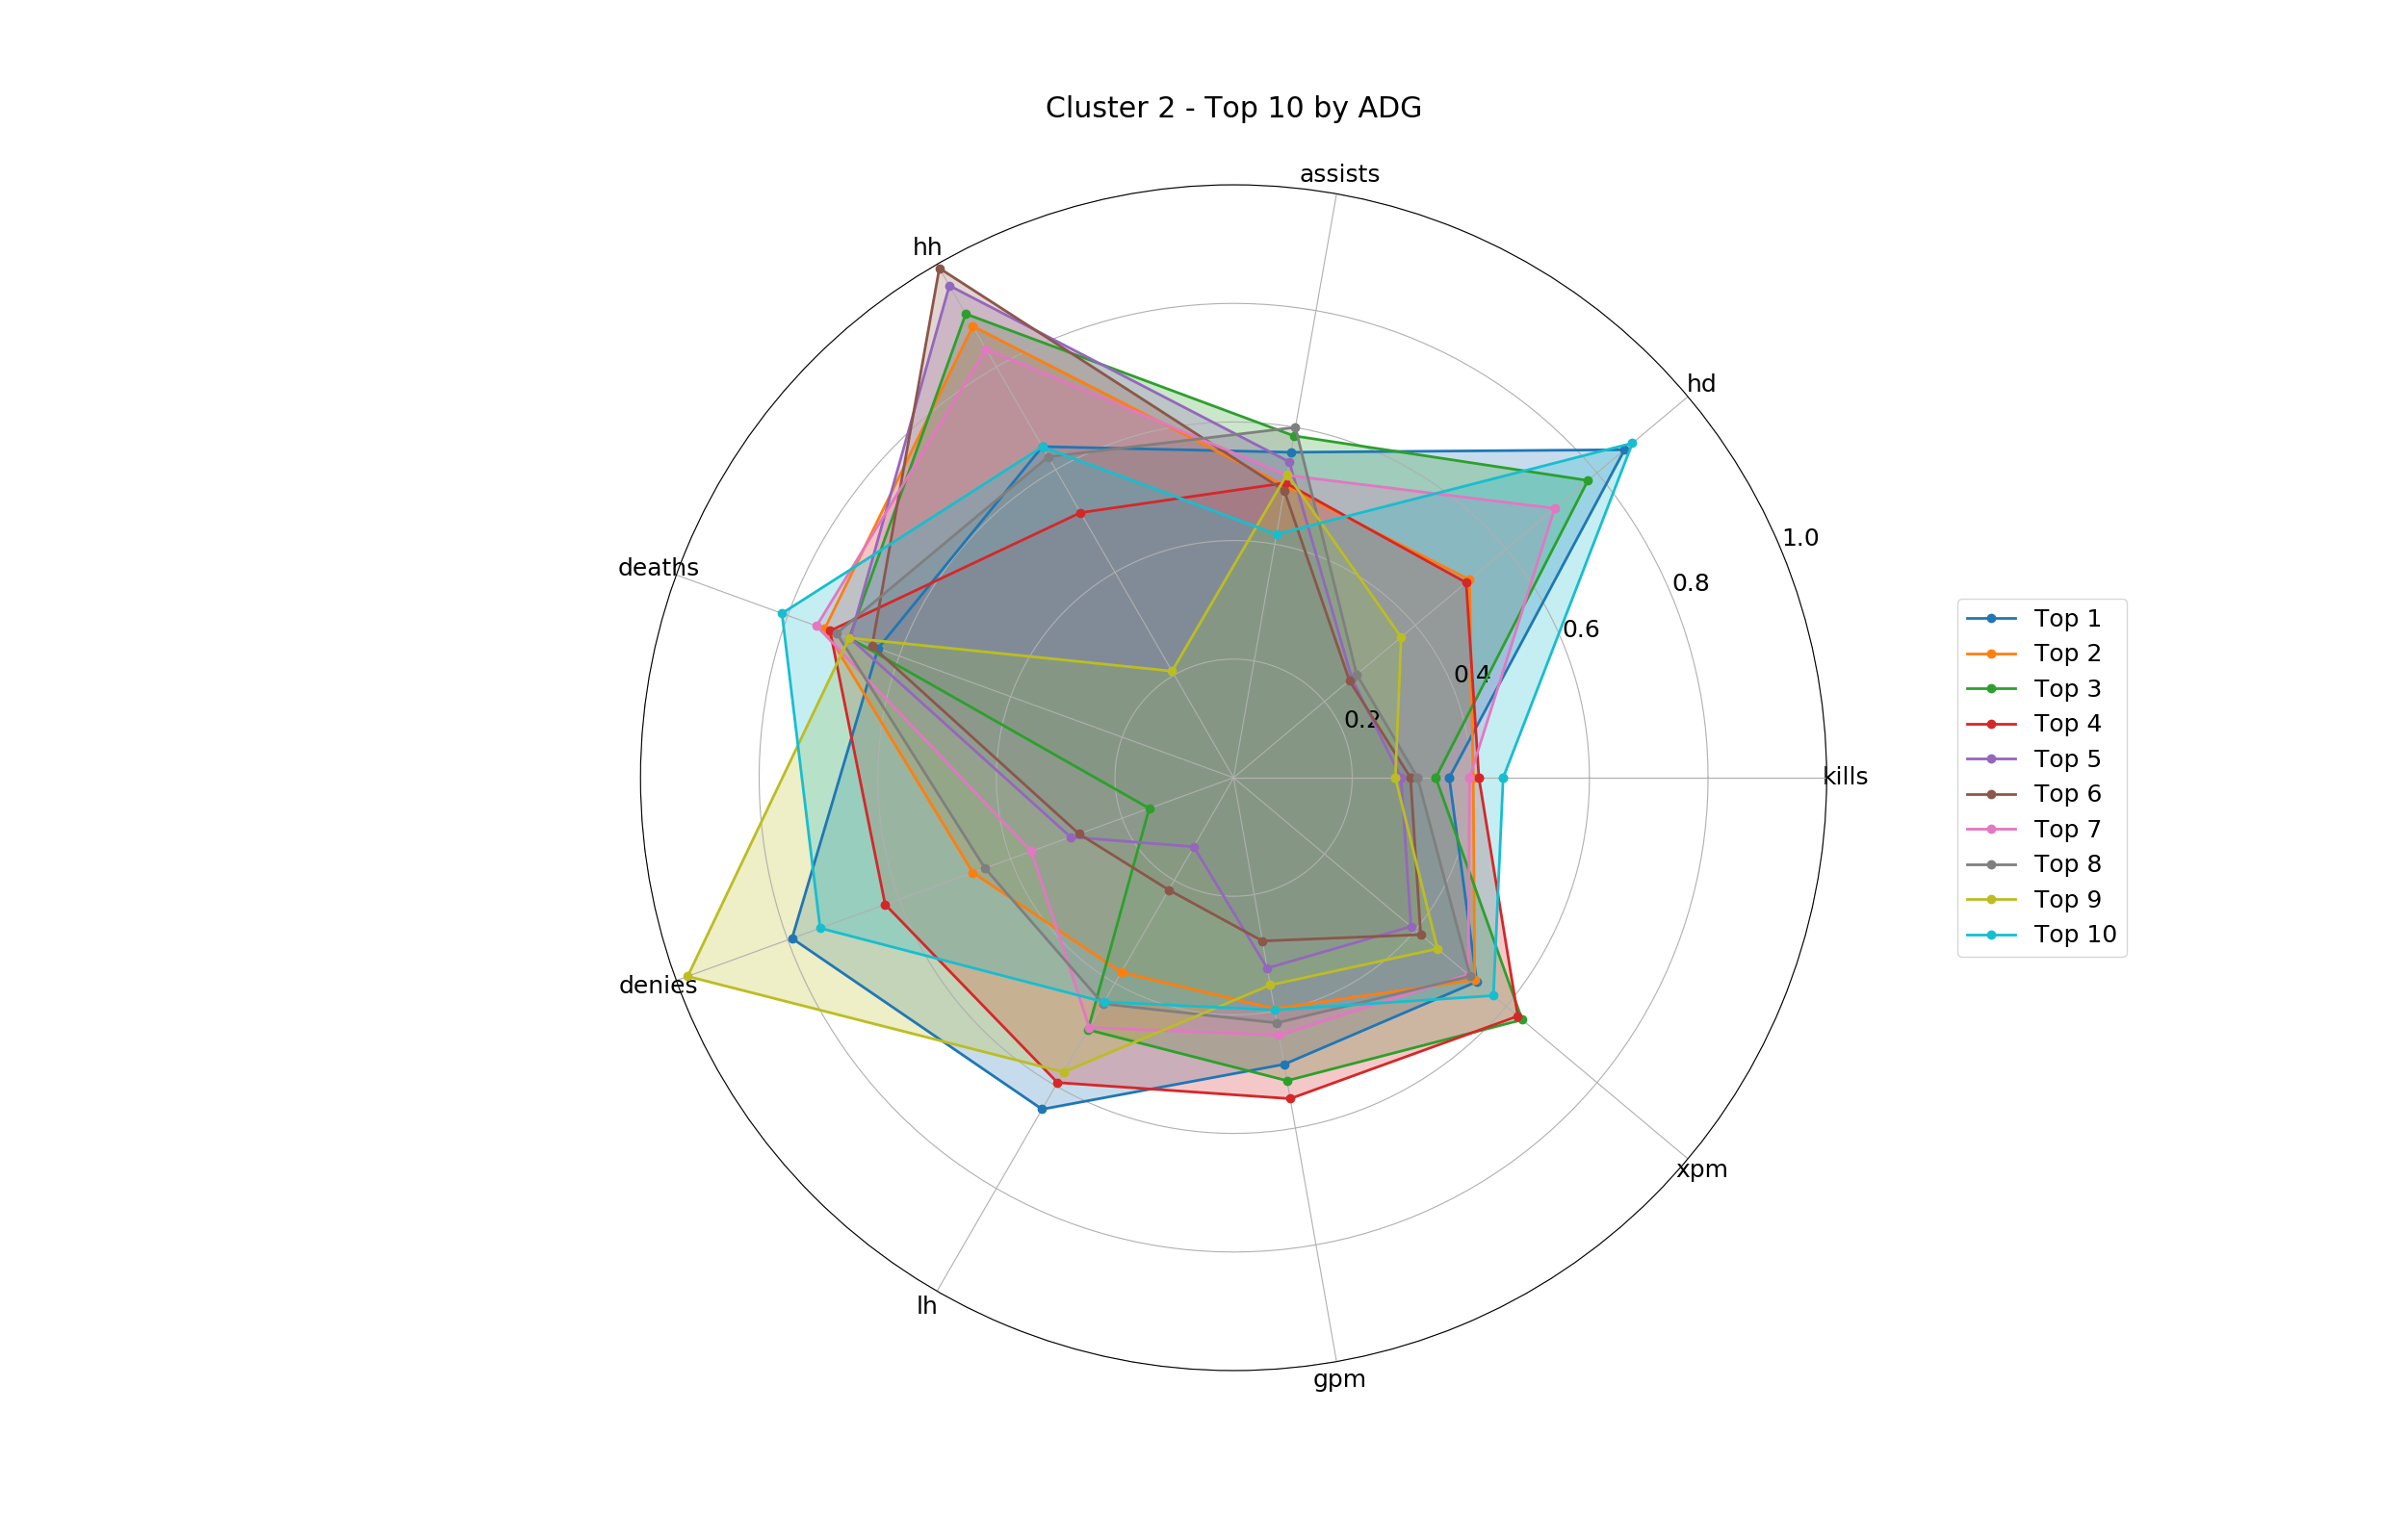 Cluster 2 - Top 10 by ADG
assists
hh
hd
1.0
deaths
0.8
0.6
0.4
0.2
kills
denies
xpm
lh
gpm
Top 1
Top 2
Top 3
Top 4
Top 5
Top 6
Top 7
Top 8
Top 9
Top 10